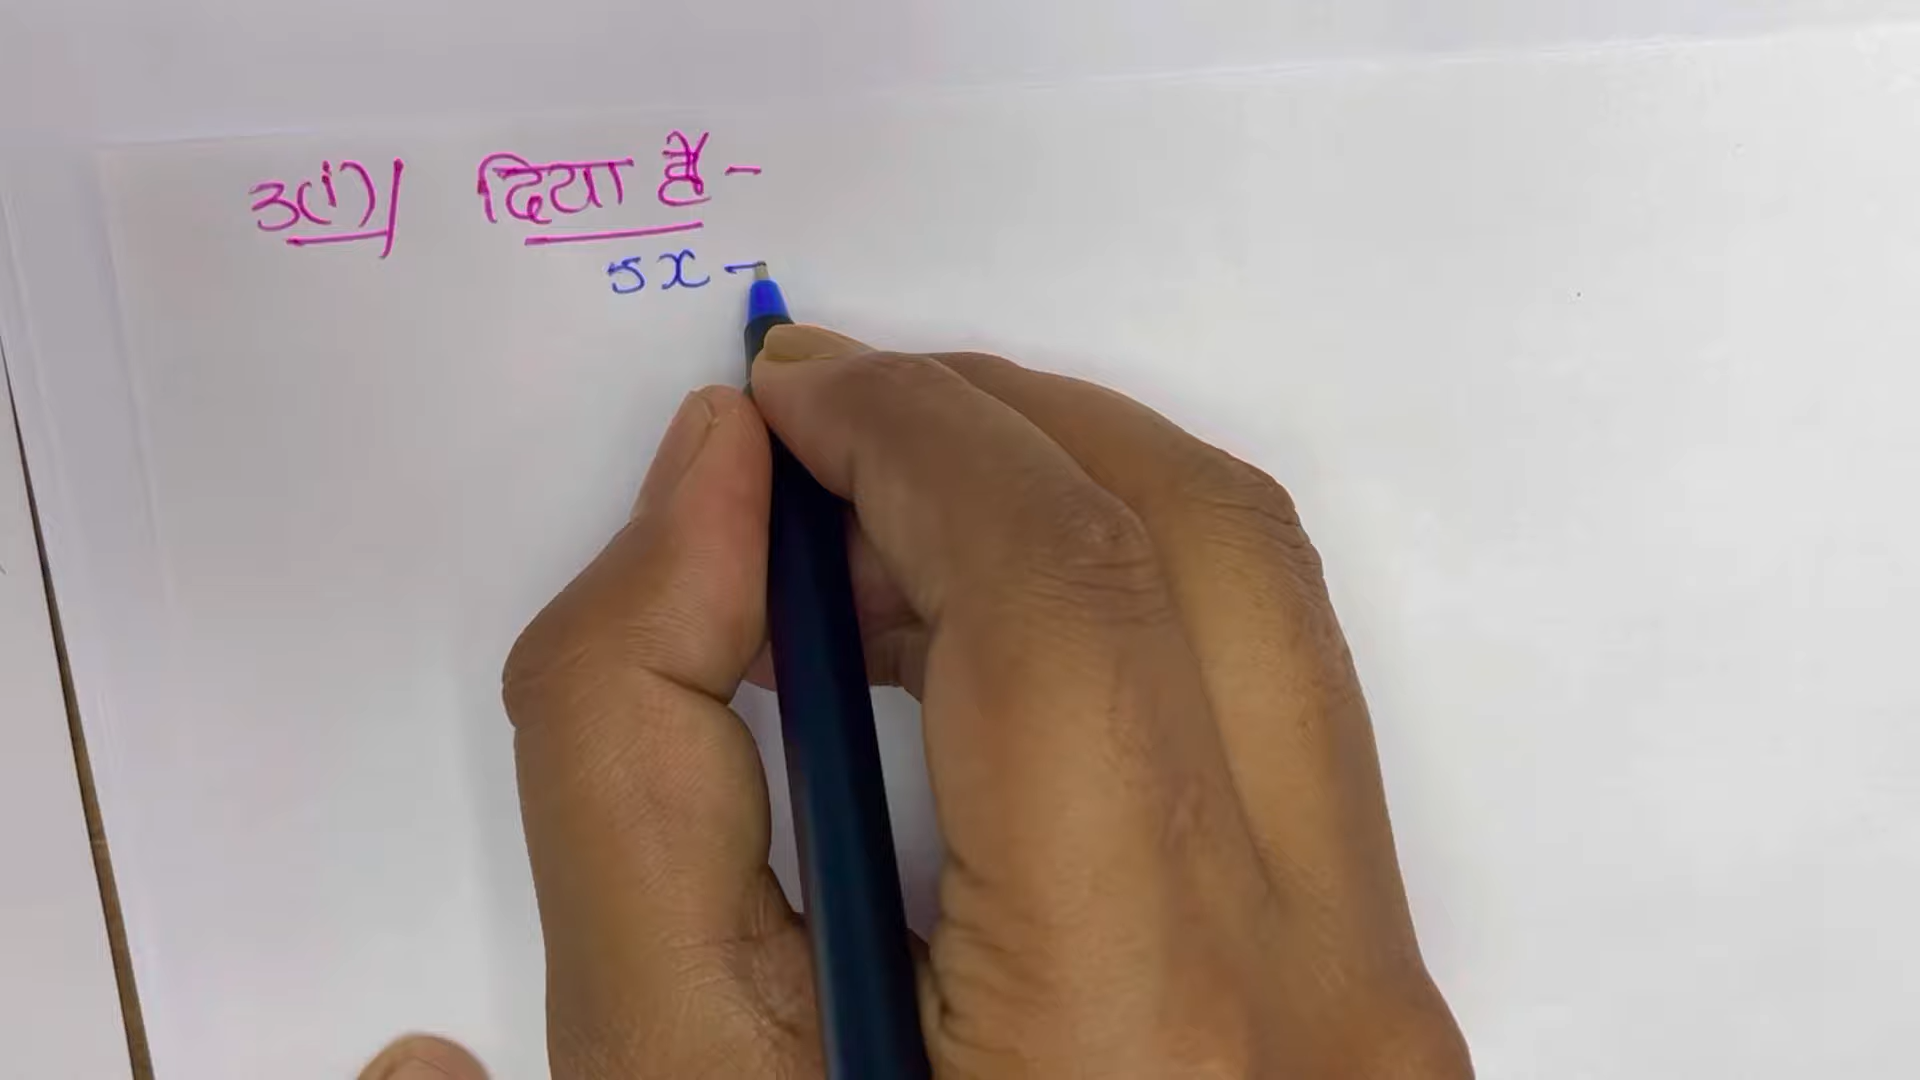 3(i)/ दिया है -
5x -